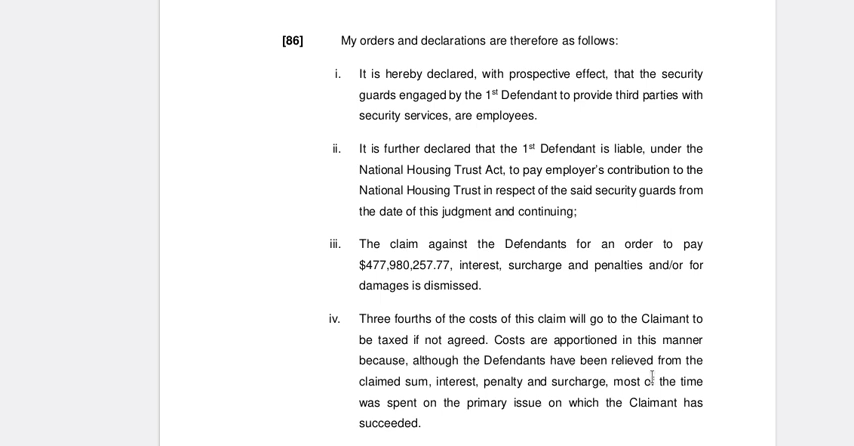 [86] My orders and declarations are therefore as follows:
i. It is hereby declared, with prospective effect, that the security
guards engaged by the 1st Defendant to provide third parties with
security services, are employees.
ii. It is further declared that the 1st Defendant is liable, under the
National Housing Trust Act, to pay employer's contribution to the
National Housing Trust in respect of the said security guards from
the date of this judgment and continuing;
iii. The claim against the Defendants for an order to pay
$477,980,257.77, interest, surcharge and penalties and/or for
damages is dismissed.
iv. Three fourths of the costs of this claim will go to the Claimant to
be taxed if not agreed. Costs are apportioned in this manner
because, although the Defendants have been relieved from the
claimed sum, interest, penalty and surcharge, most of the time
was spent on the primary issue on which the Claimant has
succeeded.